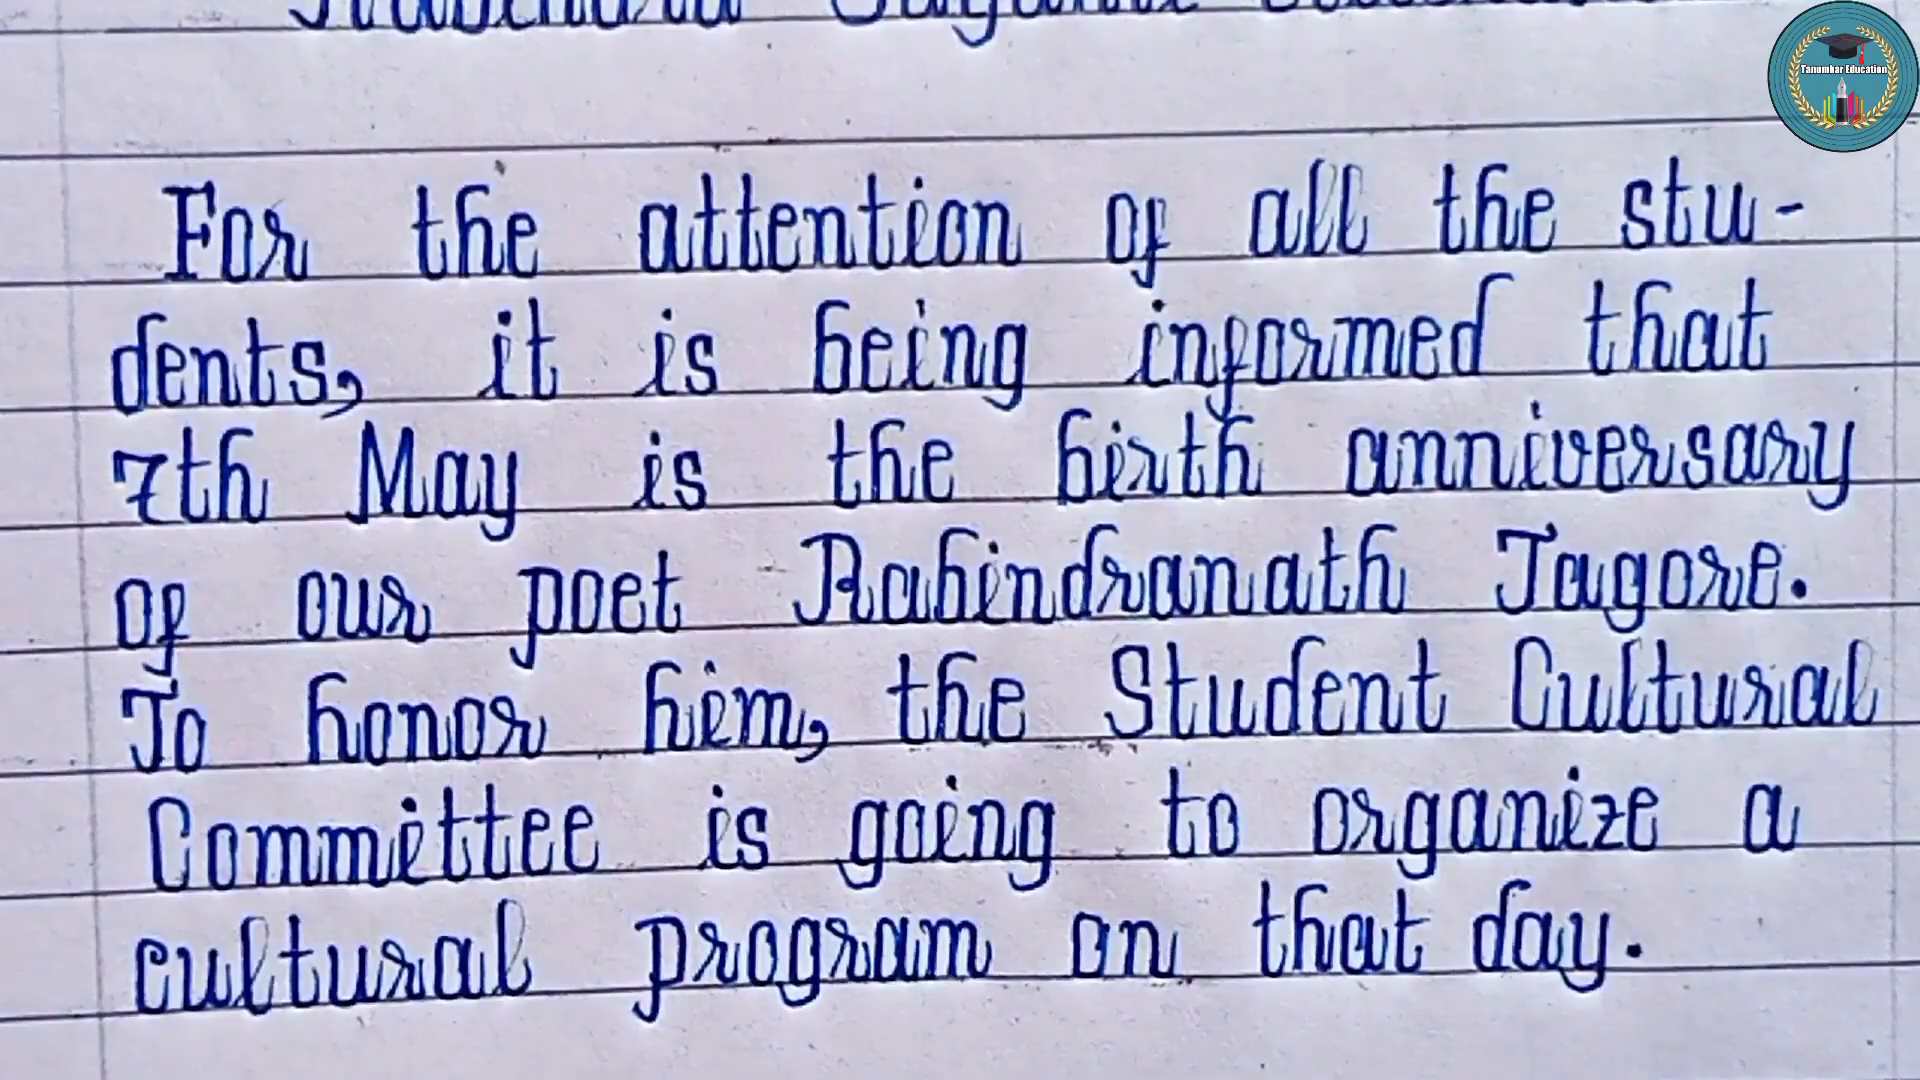 Tanumbar Education
For the attention of all the stu-
dents, it is being informed that
7th May is the birth anniversary
of our poet Rabindranath Tagore.
To honor him, the Student Cultural
Committee is going to organize a
cultural program on that day.